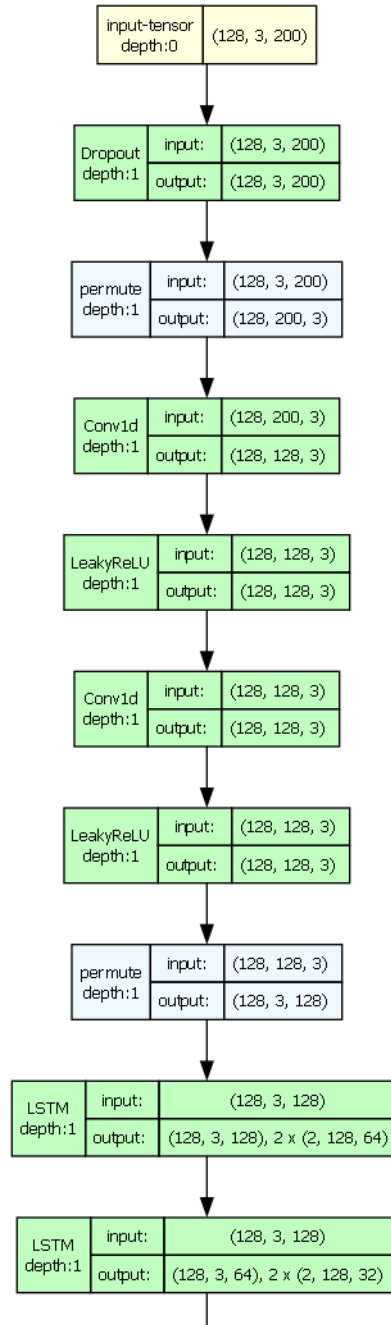 input-tensor
depth:0
(128, 3, 200)
Dropout
depth:1
input:
(128, 3, 200)
output:
(128, 3, 200)
permute
depth:1
input:
(128, 3, 200)
output:
(128, 200, 3)
Conv1d
depth:1
input:
(128, 200, 3)
output:
(128, 128, 3)
LeakyReLU
depth:1
input:
(128, 128, 3)
output:
(128, 128, 3)
Conv1d
depth:1
input:
(128, 128, 3)
output:
(128, 128, 3)
LeakyReLU
depth:1
input:
(128, 128, 3)
output:
(128, 128, 3)
permute
depth:1
input:
(128, 128, 3)
output:
(128, 3, 128)
LSTM
depth:1
input:
(128, 3, 128)
output:
(128, 3, 128), 2 x (2, 128, 64)
LSTM
depth:1
input:
(128, 3, 128)
output:
(128, 3, 64), 2 x (2, 128, 32)